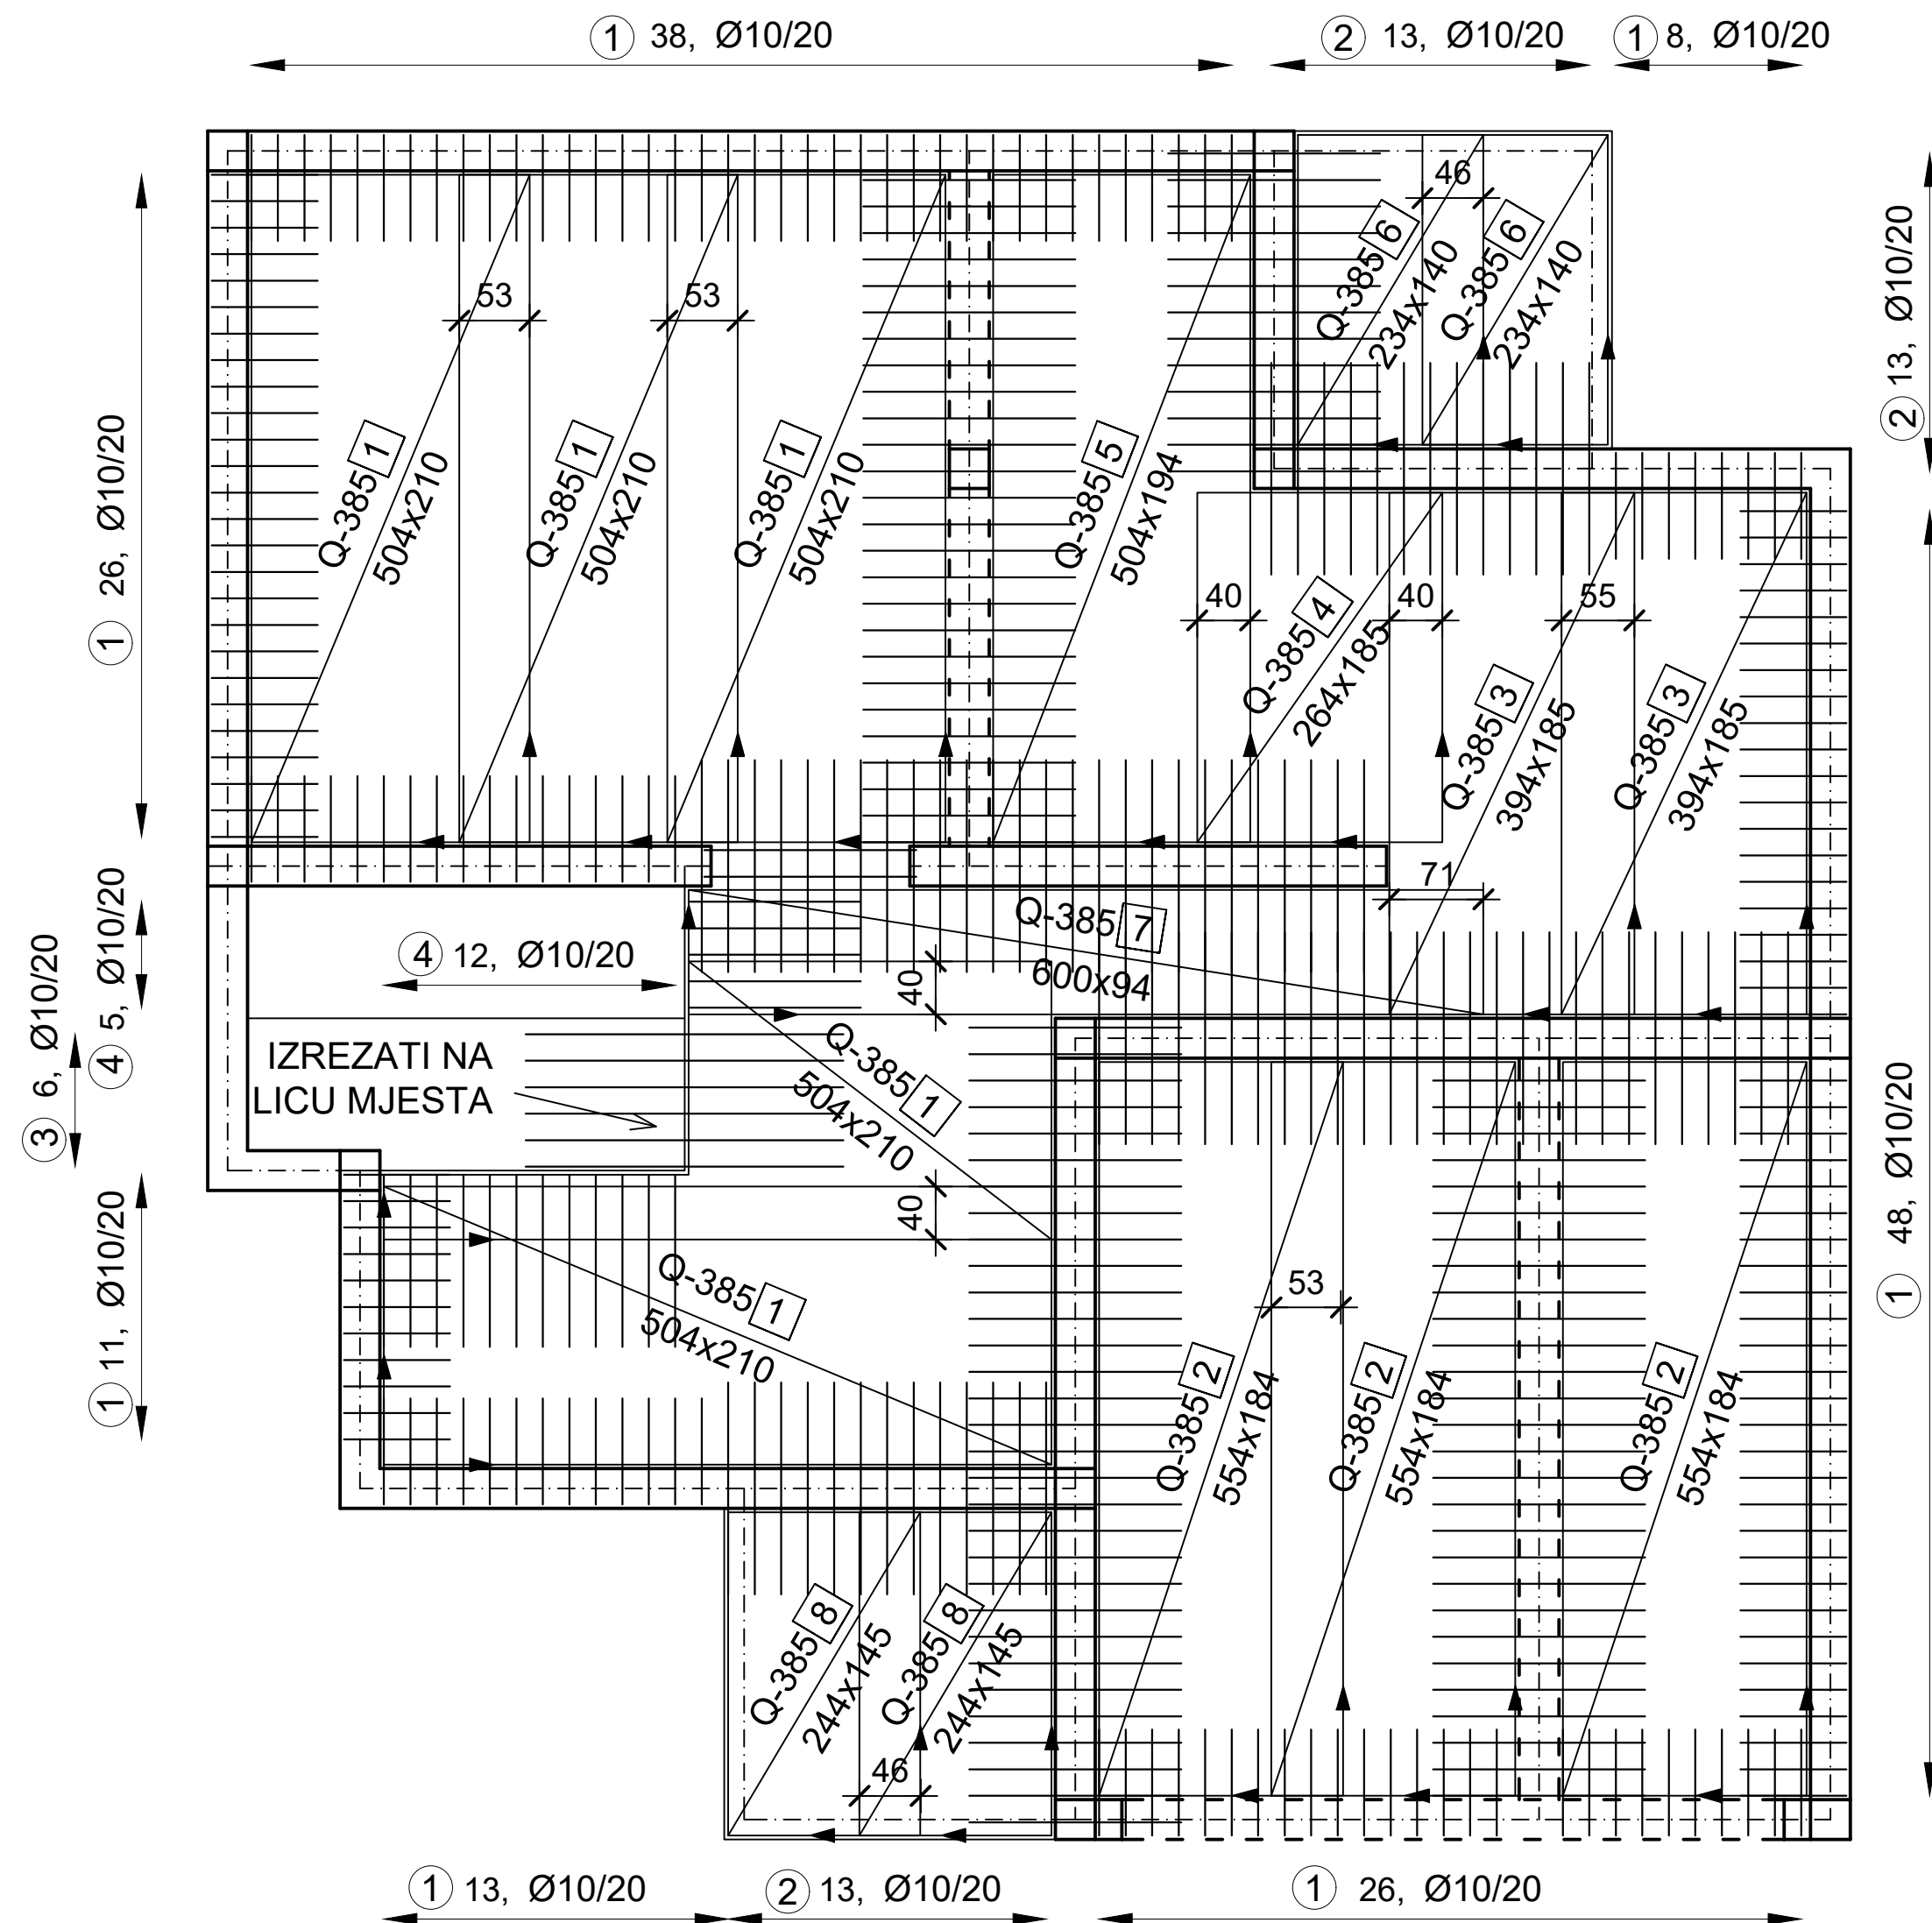 ① 38, Ø10/20
② 13, Ø10/20
① 8, Ø10/20
46
Q-385 6
234x140
Q-385 6
234x140
② 13, Ø10/20
53
53
Q-385 1
504x210
Q-385 1
504x210
Q-385 1
504x210
Q-385 5
504x194
① 26, Ø10/20
40
40
55
Q-385 4
264x185
Q-385 3
394x185
Q-385 3
394x185
71
Q-385 7
600x94
④ 5, Ø10/20
③ 6, Ø10/20
④ 12, Ø10/20
40
IZREZATI NA
LICU MJESTA
Q-385 1
504x210
40
① 11, Ø10/20
Q-385 1
504x210
① 48, Ø10/20
53
Q-385 2
554x184
Q-385 2
554x184
Q-385 2
554x184
Q-385 8
244x145
Q-385 8
244x145
46
① 13, Ø10/20
② 13, Ø10/20
① 26, Ø10/20